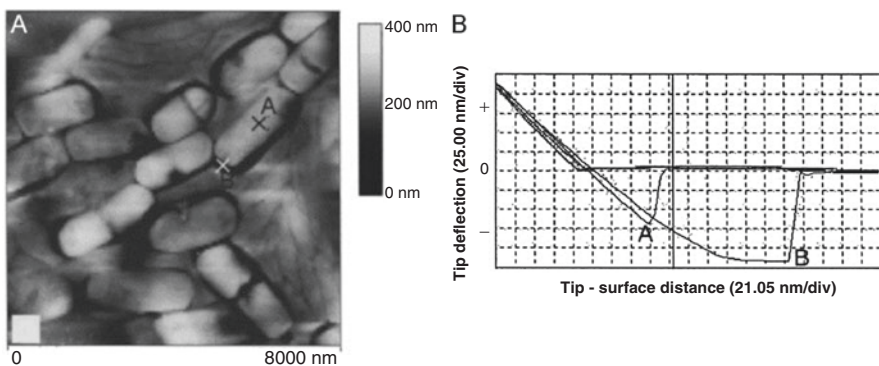 A
A
B
0
8000 nm
400 nm
200 nm
0 nm
B
Tip deflection (25.00 nm/div)
+
0
–
A
B
Tip - surface distance (21.05 nm/div)